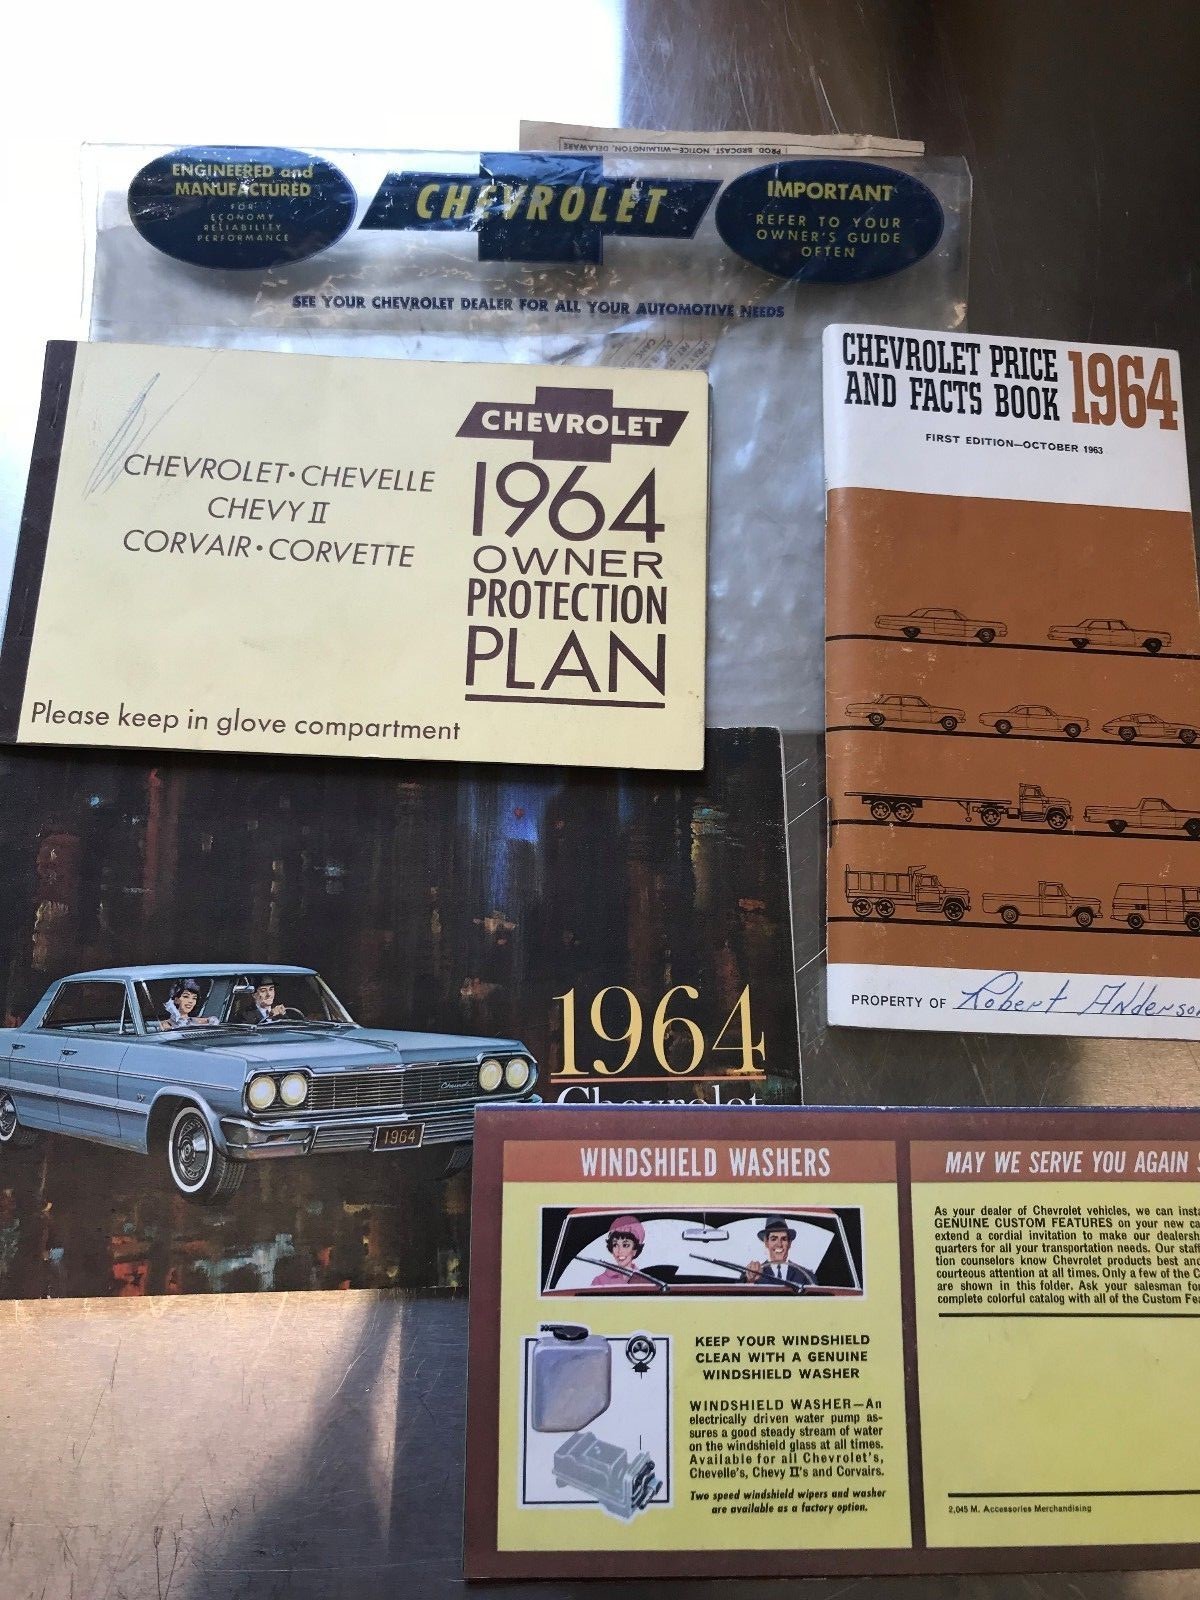 PROD. BRDCAST. NOTICE—WILMINGTON, DELAWARE
ENGINEERED and
MANUFACTURED
FOR
ECONOMY
RELIABILITY
PERFORMANCE
CHEVROLET
IMPORTANT
REFER TO YOUR
OWNER'S GUIDE
OFTEN
SEE YOUR CHEVROLET DEALER FOR ALL YOUR AUTOMOTIVE NEEDS
CHEVROLET
CHEVROLET • CHEVELLE
CHEVY II
CORVAIR • CORVETTE
1964
OWNER
PROTECTION
PLAN
Please keep in glove compartment
CHEVROLET PRICE
AND FACTS BOOK 1964
FIRST EDITION—OCTOBER 1963
PROPERTY OF Robert Anderson
1964
Chevrolet
Chevrolet
1964
WINDSHIELD WASHERS
KEEP YOUR WINDSHIELD
CLEAN WITH A GENUINE
WINDSHIELD WASHER
WINDSHIELD WASHER—An
electrically driven water pump as-
sures a good steady stream of water
on the windshield glass at all times.
Available for all Chevrolet's,
Chevelle's, Chevy II's and Corvairs.
Two speed windshield wipers and washer
are available as a factory option.
MAY WE SERVE YOU AGAIN
As your dealer of Chevrolet vehicles, we can insta
GENUINE CUSTOM FEATURES on your new ca
extend a cordial invitation to make our dealersh
quarters for all your transportation needs. Our sta
tion counselors know Chevrolet products best and
courteous attention at all times. Only a few of the C
are shown in this folder. Ask your salesman fo
complete colorful catalog with all of the Custom Fea
2,045 M. Accessories Merchandising